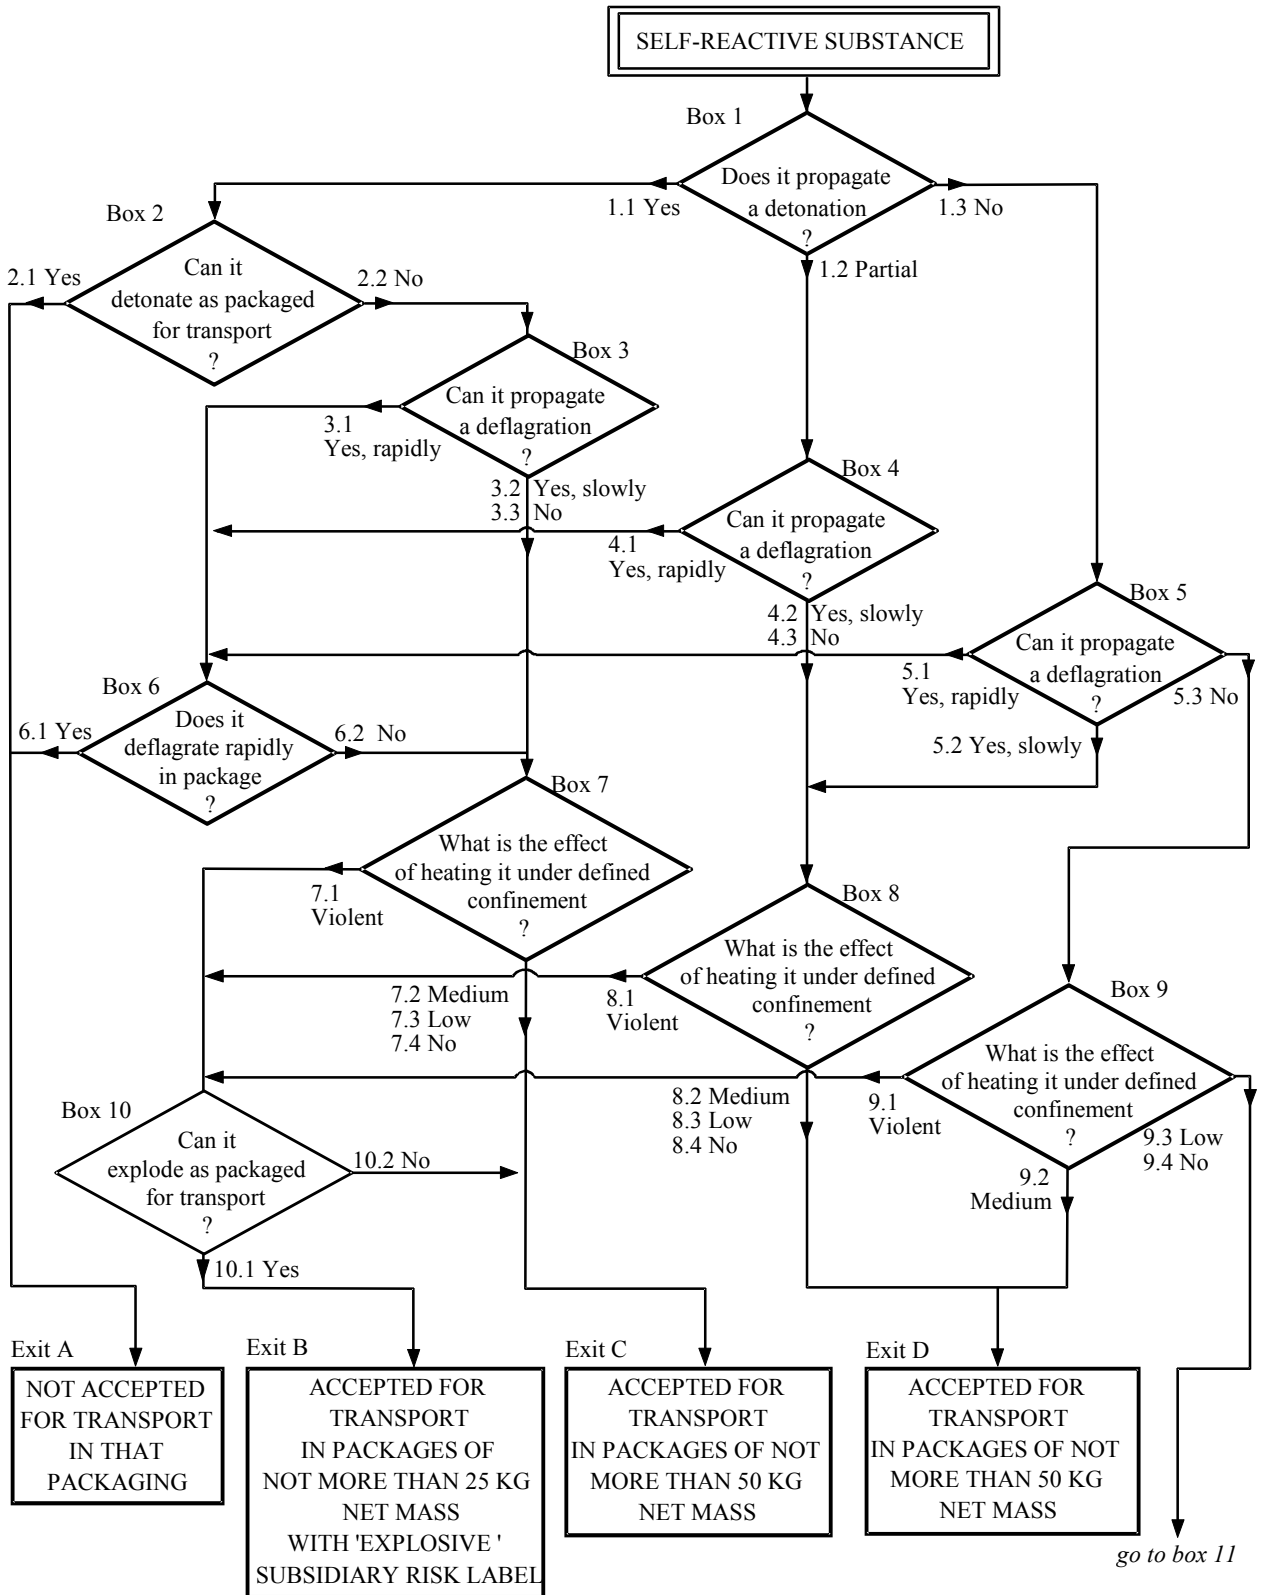 SELF-REACTIVE SUBSTANCE
Box 1
Does it propagate
a detonation
?
1.1 Yes
1.3 No
1.2 Partial
Box 2
Can it
detonate as packaged
for transport
?
2.1 Yes
2.2 No
Box 3
Can it propagate
a deflagration
?
3.1
Yes, rapidly
3.2 Yes, slowly
3.3 No
Box 4
Can it propagate
a deflagration
?
4.1
Yes, rapidly
4.2 Yes, slowly
4.3 No
Box 5
Can it propagate
a deflagration
?
5.1
Yes, rapidly
5.3 No
5.2 Yes, slowly
Box 6
Does it
deflagrate rapidly
in package
?
6.1 Yes
6.2 No
Box 7
What is the effect
of heating it under defined
confinement
?
7.1
Violent
7.2 Medium
7.3 Low
7.4 No
Box 8
What is the effect
of heating it under defined
confinement
?
8.1
Violent
8.2 Medium
8.3 Low
8.4 No
Box 9
What is the effect
of heating it under defined
confinement
?
9.1
Violent
9.3 Low
9.4 No
9.2
Medium
Box 10
Can it
explode as packaged
for transport
?
10.2 No
10.1 Yes
Exit A
NOT ACCEPTED
FOR TRANSPORT
IN THAT
PACKAGING
Exit B
ACCEPTED FOR
TRANSPORT
IN PACKAGES OF
NOT MORE THAN 25 KG
NET MASS
WITH 'EXPLOSIVE '
SUBSIDIARY RISK LABEL
Exit C
ACCEPTED FOR
TRANSPORT
IN PACKAGES OF NOT
MORE THAN 50 KG
NET MASS
Exit D
ACCEPTED FOR
TRANSPORT
IN PACKAGES OF NOT
MORE THAN 50 KG
NET MASS
go to box 11